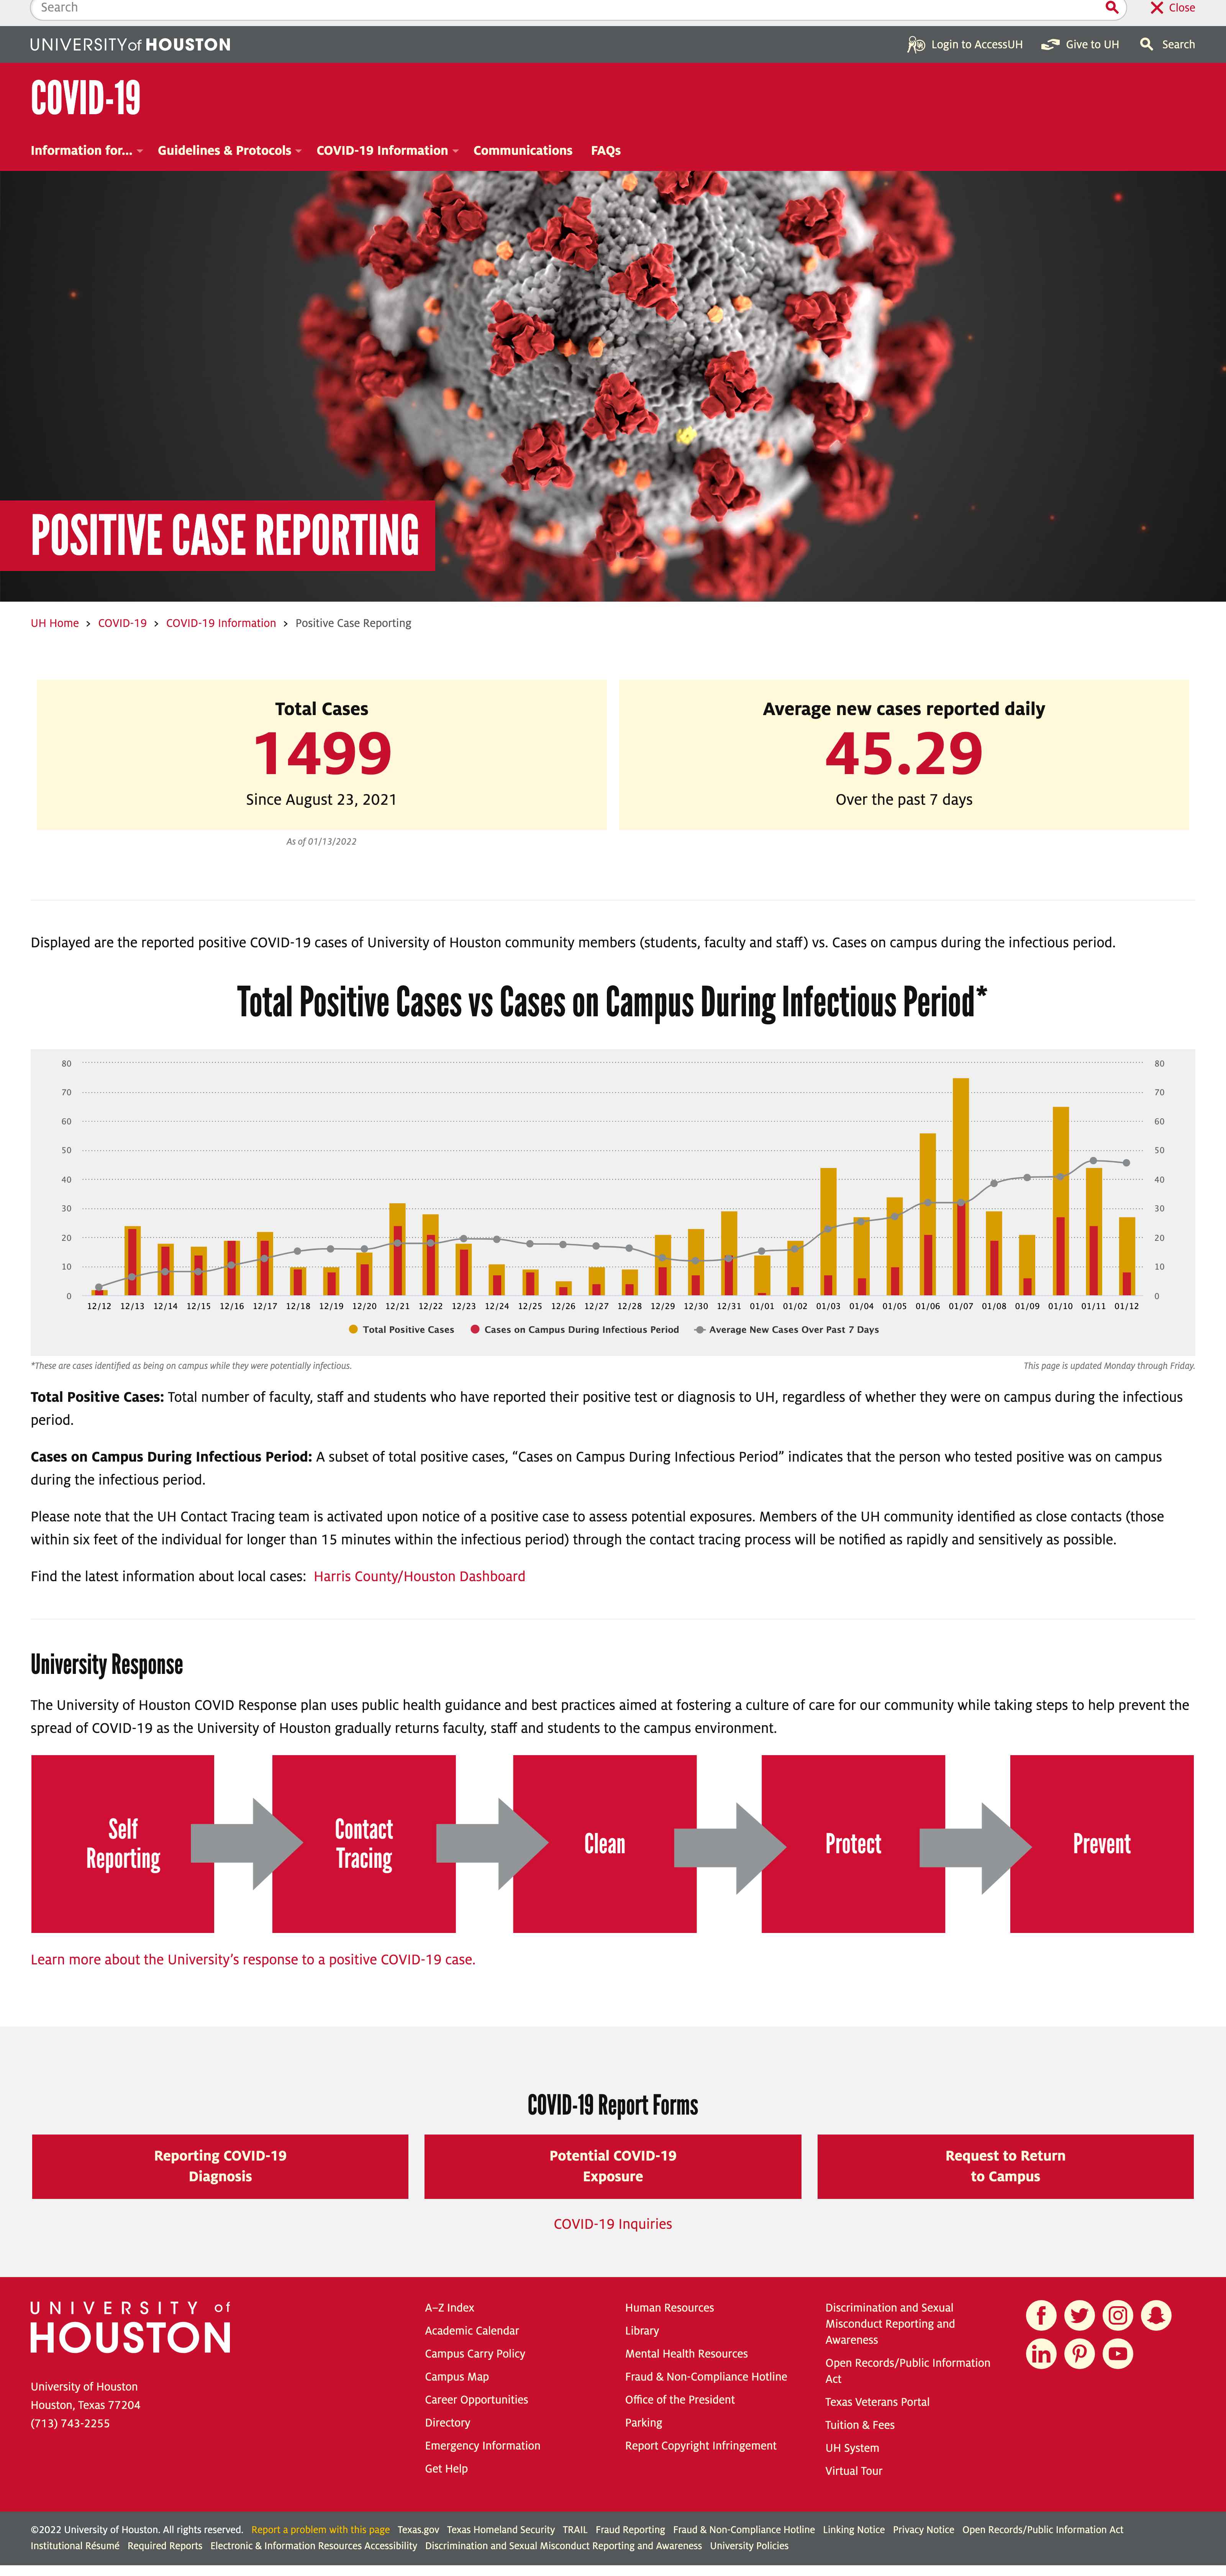 Search
Close
UNIVERSITY of HOUSTON
Login to AccessUH
Give to UH
Search
COVID-19
Information for...
Guidelines & Protocols
COVID-19 Information
Communications
FAQs
POSITIVE CASE REPORTING
UH Home > COVID-19 > COVID-19 Information > Positive Case Reporting
Total Cases
1499
Since August 23, 2021
As of 01/13/2022
Average new cases reported daily
45.29
Over the past 7 days
Displayed are the reported positive COVID-19 cases of University of Houston community members (students, faculty and staff) vs. Cases on campus during the infectious period.
Total Positive Cases vs Cases on Campus During Infectious Period*
80 80
70 70
60 60
50 50
40 40
30 30
20 20
10 10
0 0
12/12 12/13 12/14 12/15 12/16 12/17 12/18 12/19 12/20 12/21 12/22 12/23 12/24 12/25 12/26 12/27 12/28 12/29 12/30 12/31 01/01 01/02 01/03 01/04 01/05 01/06 01/07 01/08 01/09 01/10 01/11 01/12
Total Positive Cases Cases on Campus During Infectious Period Average New Cases Over Past 7 Days
*These are cases identified as being on campus while they were potentially infectious.
This page is updated Monday through Friday.
Total Positive Cases: Total number of faculty, staff and students who have reported their positive test or diagnosis to UH, regardless of whether they were on campus during the infectious
period.
Cases on Campus During Infectious Period: A subset of total positive cases, “Cases on Campus During Infectious Period” indicates that the person who tested positive was on campus
during the infectious period.
Please note that the UH Contact Tracing team is activated upon notice of a positive case to assess potential exposures. Members of the UH community identified as close contacts (those
within six feet of the individual for longer than 15 minutes within the infectious period) through the contact tracing process will be notified as rapidly and sensitively as possible.
Find the latest information about local cases: Harris County/Houston Dashboard
University Response
The University of Houston COVID Response plan uses public health guidance and best practices aimed at fostering a culture of care for our community while taking steps to help prevent the
spread of COVID-19 as the University of Houston gradually returns faculty, staff and students to the campus environment.
Self
Reporting
Contact
Tracing
Clean
Protect
Prevent
Learn more about the University’s response to a positive COVID-19 case.
COVID-19 Report Forms
Reporting COVID-19
Diagnosis
Potential COVID-19
Exposure
Request to Return
to Campus
COVID-19 Inquiries
UNIVERSITY of
HOUSTON
University of Houston
Houston, Texas 77204
(713) 743-2255
A–Z Index
Academic Calendar
Campus Carry Policy
Campus Map
Career Opportunities
Directory
Emergency Information
Get Help
Human Resources
Library
Mental Health Resources
Fraud & Non-Compliance Hotline
Office of the President
Parking
Report Copyright Infringement
Discrimination and Sexual
Misconduct Reporting and
Awareness
Open Records/Public Information
Act
Texas Veterans Portal
Tuition & Fees
UH System
Virtual Tour
©2022 University of Houston. All rights reserved. Report a problem with this page Texas.gov Texas Homeland Security TRAIL Fraud Reporting Fraud & Non-Compliance Hotline Linking Notice Privacy Notice Open Records/Public Information Act
Institutional Résumé Required Reports Electronic & Information Resources Accessibility Discrimination and Sexual Misconduct Reporting and Awareness University Policies